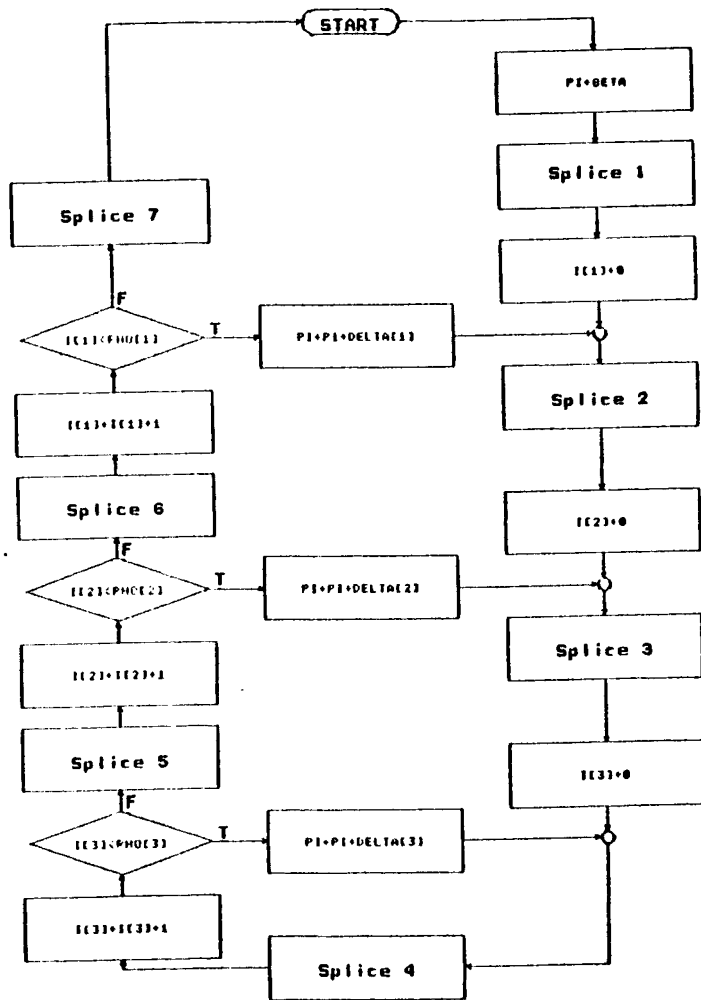 START
PI+BETA
Splice 1
I[1]+0
Splice 2
I[2]+0
Splice 3
I[3]+0
Splice 4
I[3]+I[3]+1
I[3]<RHO[3]
T
PI+PI+DELTA[3]
F
Splice 5
I[2]+I[2]+1
I[2]<RHO[2]
T
PI+PI+DELTA[2]
F
Splice 6
I[1]+I[1]+1
I[1]<RHO[1]
T
PI+PI+DELTA[1]
F
Splice 7